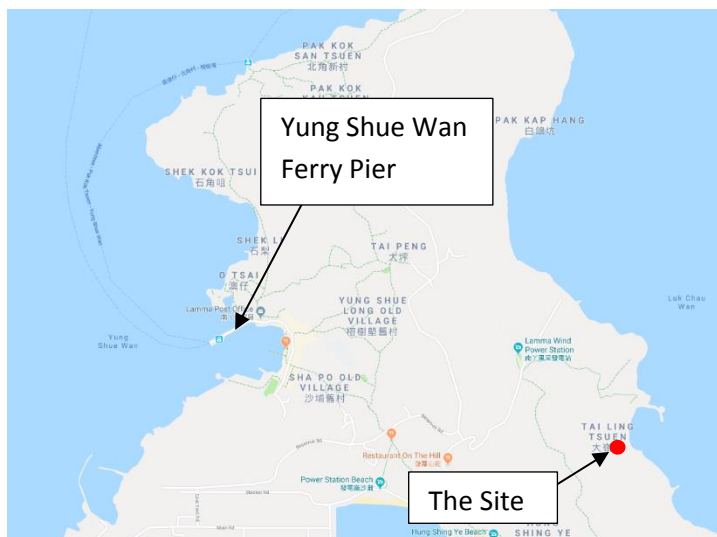 PAK KOK
SAN TSUEN
北角新村
PAK KOK
Yung Shue Wan
Ferry Pier
PAK KAP HANG
白鴿坑
SHEK KOK TSUI
石角咀
SHEK
石梨
TAI PENG
大坪
O TSAI
澳仔
Lamma Post Office
YUNG SHUE
LONG OLD
VILLAGE
榕樹塱舊村
Luk Chau
Wan
Yung
Shue Wan
Lamma Wind
Power Station
南丫風采發電站
SHA PO OLD
VILLAGE
沙埔舊村
TAI LING
TSUEN
Restaurant On The Hill
Power Station Beach
發電廠沙灘
The Site
Hung Shing Ye Beach
SHING YE